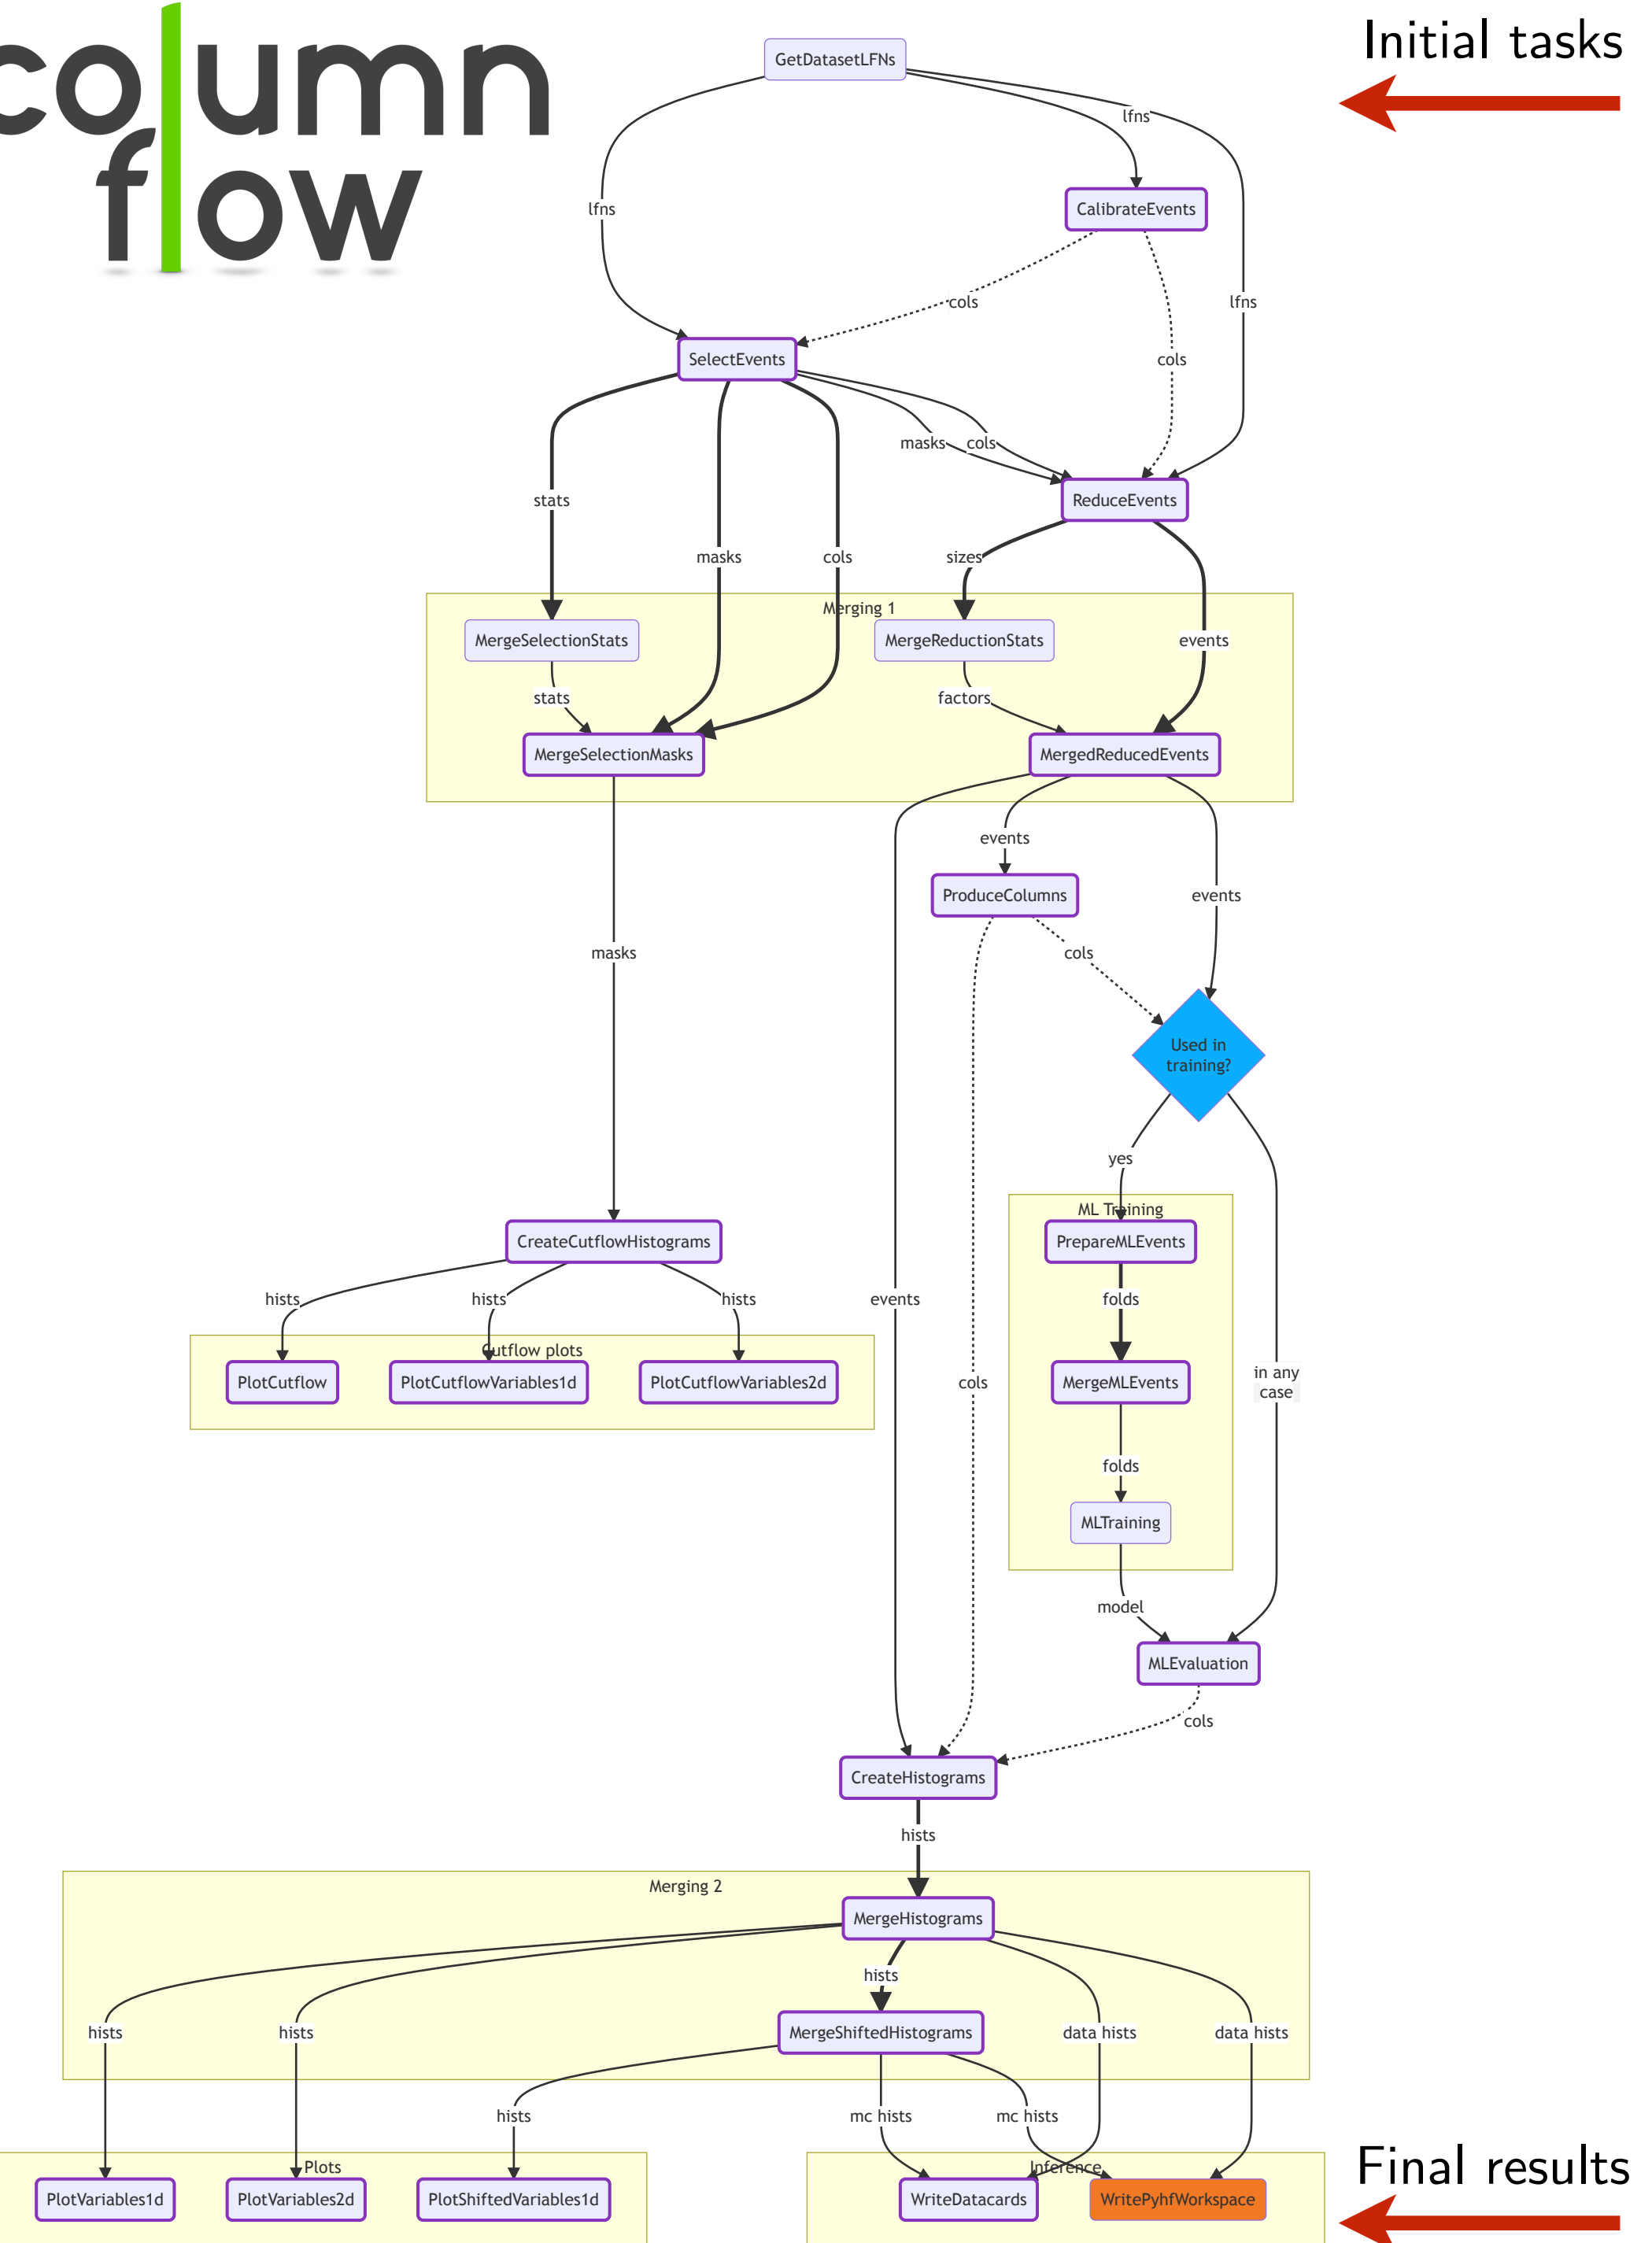 column
flow
Initial tasks
GetDatasetLFNs
lfns
CalibrateEvents
lfns
cols
lfns
SelectEvents
cols
masks
cols
stats
ReduceEvents
masks
cols
sizes
Merging 1
MergeSelectionStats
MergeReductionStats
events
stats
factors
MergeSelectionMasks
MergedReducedEvents
events
ProduceColumns
events
masks
cols
Used in
training?
yes
ML Training
CreateCutflowHistograms
PrepareMLEvents
hists
hists
hists
events
folds
Cutflow plots
PlotCutflow
PlotCutflowVariables1d
PlotCutflowVariables2d
cols
MergeMLEvents
in any
case
folds
MLTraining
model
MLEvaluation
cols
CreateHistograms
hists
Merging 2
MergeHistograms
hists
hists
hists
MergeShiftedHistograms
data hists
data hists
hists
mc hists
mc hists
Plots
Inference
Final results
PlotVariables1d
PlotVariables2d
PlotShiftedVariables1d
WriteDatacards
WritePyhfWorkspace